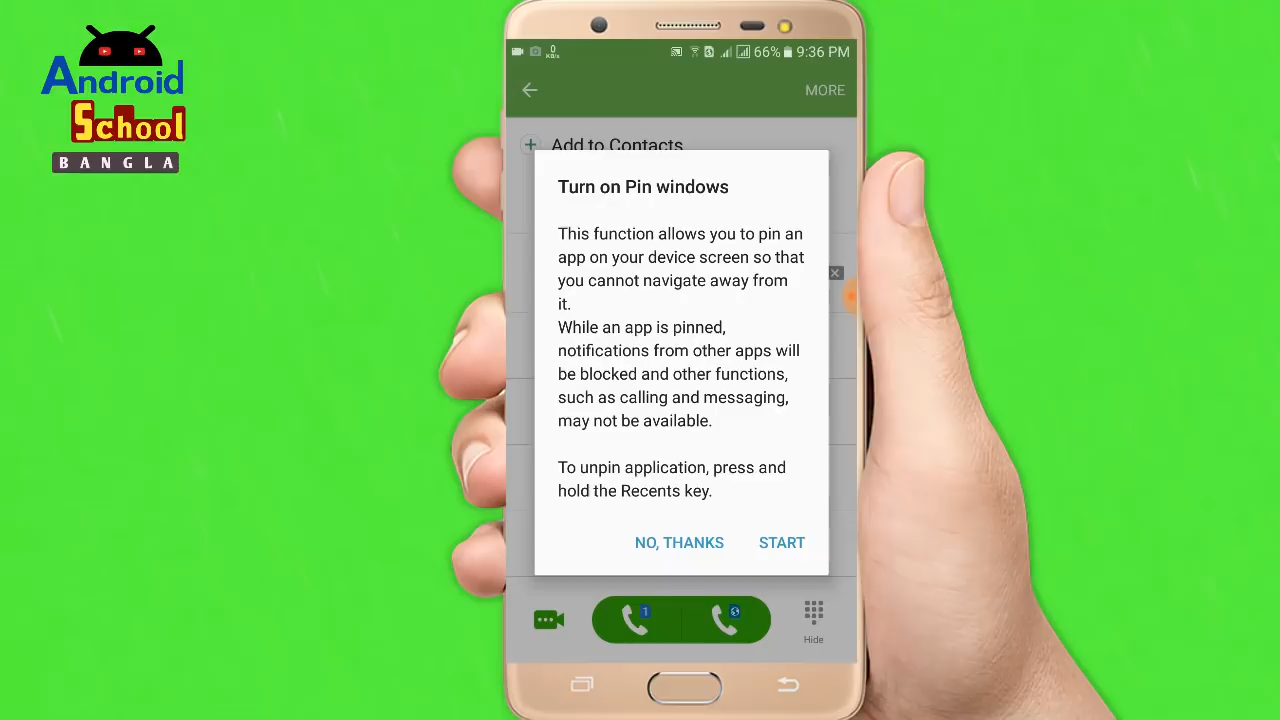 Android
School
BANGLA
0
KB/s
66%
9:36 PM
MORE
Add to Contacts
Turn on Pin windows
This function allows you to pin an
app on your device screen so that
you cannot navigate away from
it.
While an app is pinned,
notifications from other apps will
be blocked and other functions,
such as calling and messaging,
may not be available.
To unpin application, press and
hold the Recents key.
NO, THANKS
START
1
Hide